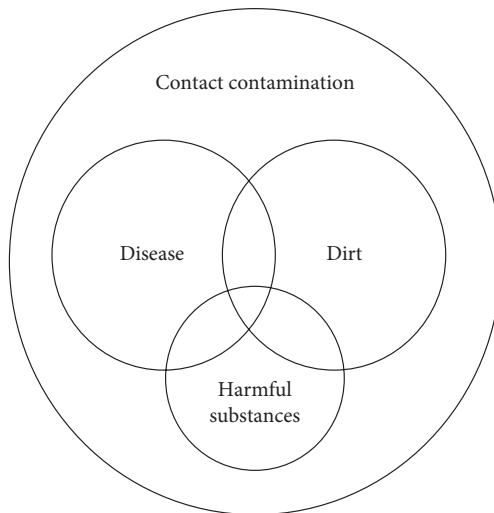 Contact contamination
Disease
Dirt
Harmful
substances